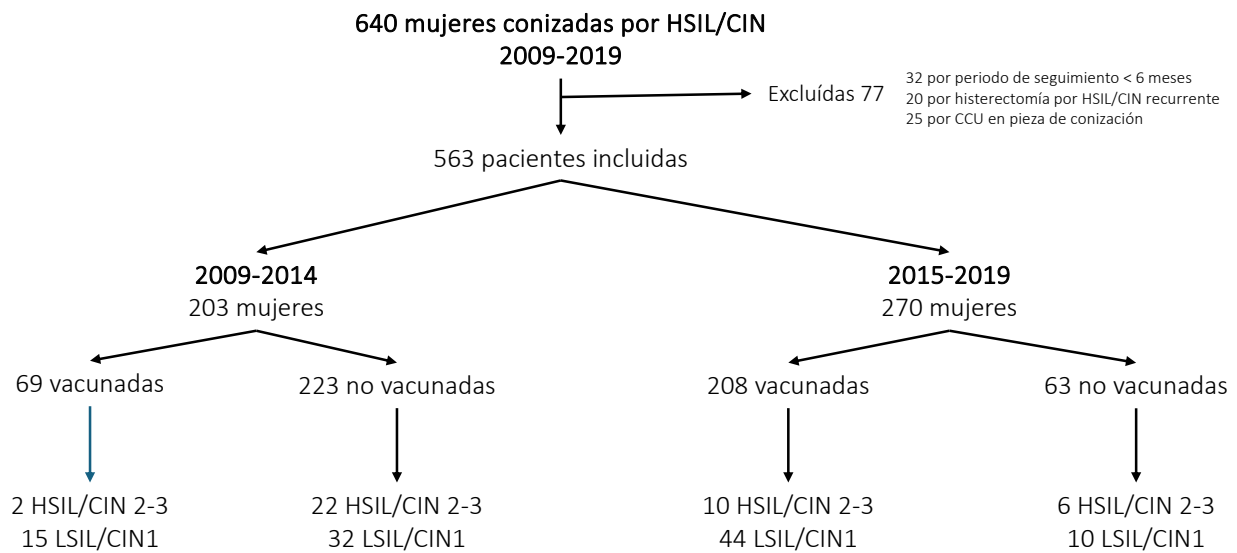 640 mujeres conizadas por HSIL/CIN
2009-2019
Excluídas 77
32 por periodo de seguimiento < 6 meses
20 por histerectomía por HSIL/CIN recurrente
25 por CCU en pieza de conización
563 pacientes incluidas
2009-2014
203 mujeres
2015-2019
270 mujeres
69 vacunadas
223 no vacunadas
208 vacunadas
63 no vacunadas
2 HSIL/CIN 2-3
15 LSIL/CIN1
22 HSIL/CIN 2-3
32 LSIL/CIN1
10 HSIL/CIN 2-3
44 LSIL/CIN1
6 HSIL/CIN 2-3
10 LSIL/CIN1